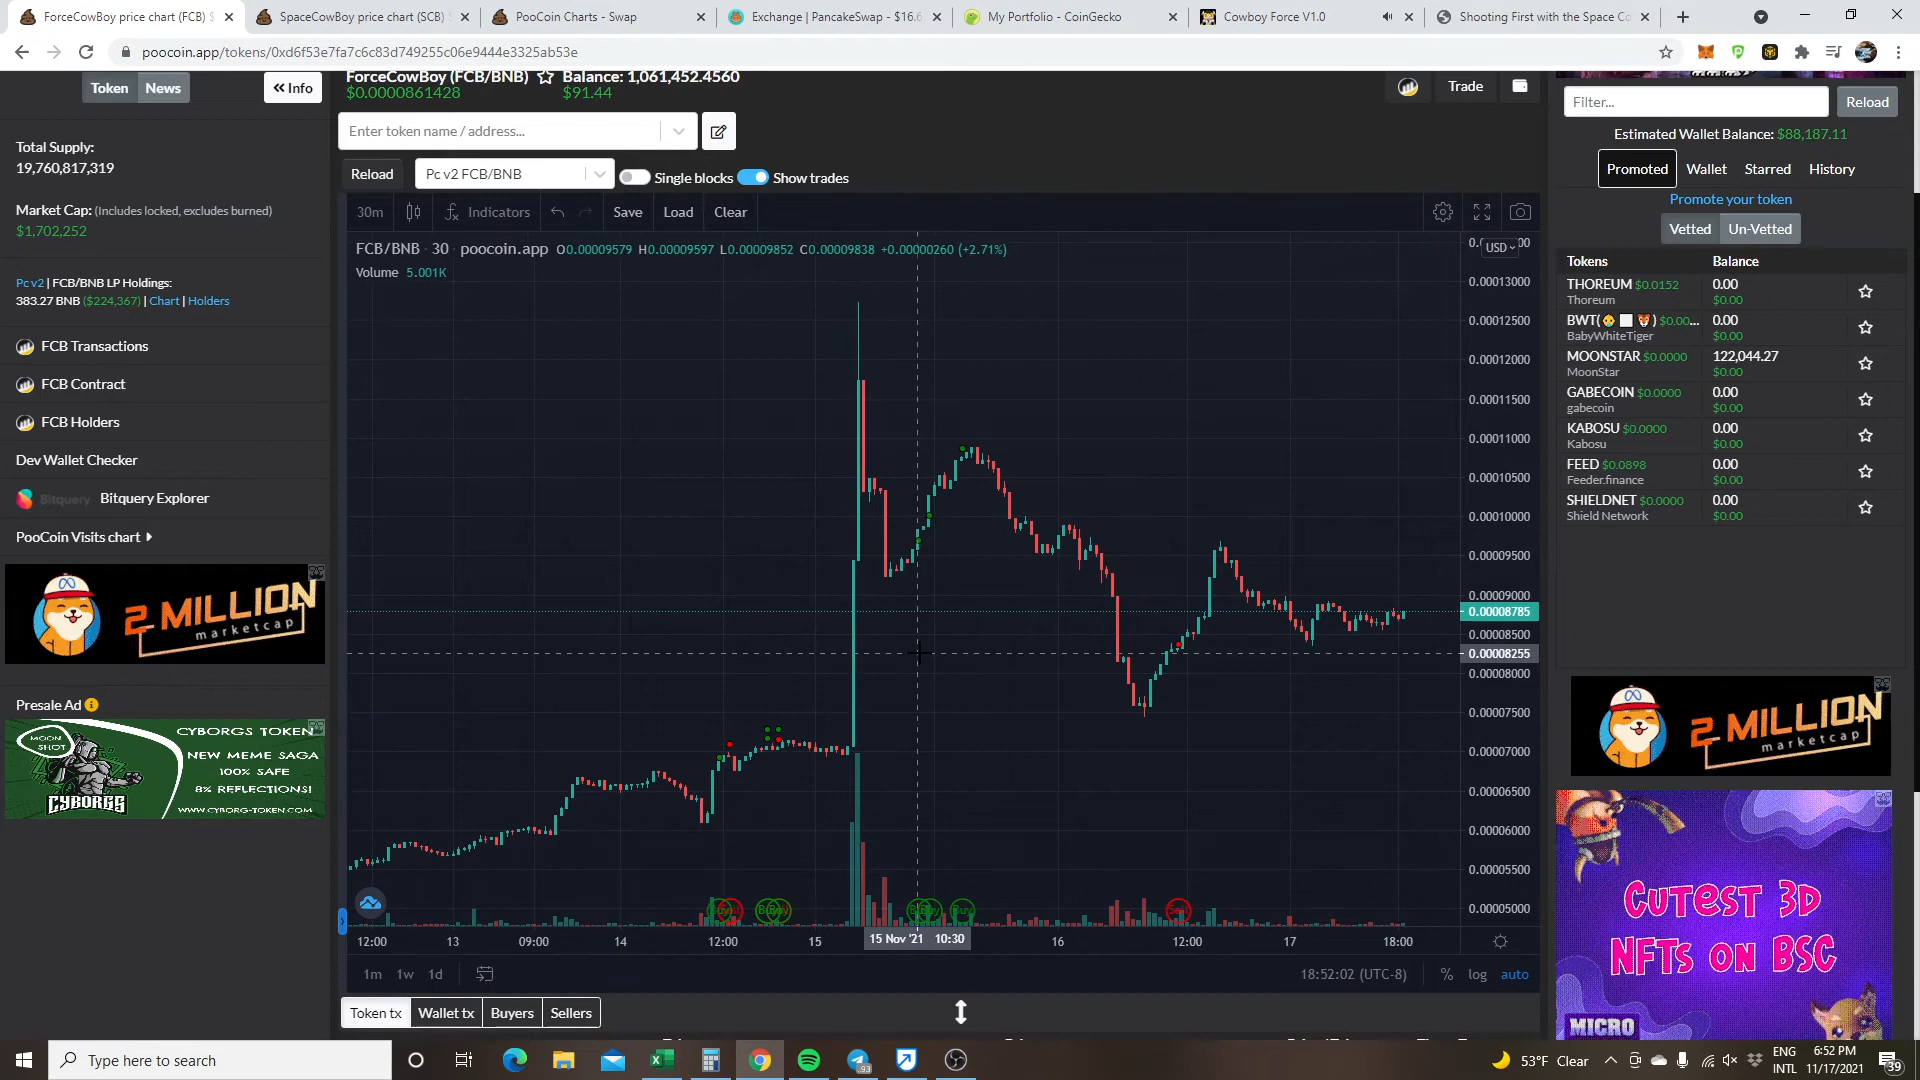 ForceCowBoy price chart (FCB) $
SpaceCowBoy price chart (SCB) $
PooCoin Charts - Swap
Exchange | PancakeSwap - $16.6
My Portfolio - CoinGecko
Cowboy Force V1.0
Shooting First with the Space Co
poocoin.app/tokens/0xd6f53e7fa7c6c83d749255c06e9444e3325ab53e
Token
News
Info
Total Supply:
19,760,817,319
Market Cap: (Includes locked, excludes burned)
$1,702,252
Pc v2 | FCB/BNB LP Holdings:
383.27 BNB ($224,367) | Chart | Holders
FCB Transactions
FCB Contract
FCB Holders
Dev Wallet Checker
Bitquery Bitquery Explorer
PooCoin Visits chart
2 MILLION
marketcap
Presale Ad
MOON
SHOT
CYBORGS
CYBORGS TOKEN
NEW MEME SAGA
100% SAFE
8% REFLECTIONS!
WWW.CYBORG-TOKEN.COM
ForceCowBoy (FCB/BNB)
Balance: 1,061,452.4560
$0.0000861428
$91.44
Trade
Enter token name / address...
Reload
Pc v2 FCB/BNB
Single blocks
Show trades
30m
Indicators
Save
Load
Clear
FCB/BNB · 30 · poocoin.app O0.00009579 H0.00009597 L0.00009852 C0.00009838 +0.00000260 (+2.71%)
Volume 5.001K
USD
0.00013000
0.00012500
0.00012000
0.00011500
0.00011000
0.00010500
0.00010000
0.00009500
0.00009000
0.00008785
0.00008500
0.00008255
0.00008000
0.00007500
0.00007000
0.00006500
0.00006000
0.00005500
0.00005000
Buy
Sell
12:00
13
09:00
14
12:00
15
15 Nov '21 10:30
16
12:00
17
18:00
1m
1w
1d
18:52:02 (UTC-8)
%
log
auto
Token tx
Wallet tx
Buyers
Sellers
Filter...
Reload
Estimated Wallet Balance: $88,187.11
Promoted
Wallet
Starred
History
Promote your token
Vetted
Un-Vetted
Tokens
Balance
THOREUM $0.0152
0.00
Thoreum
$0.00
BWT( ) $0.00...
0.00
BabyWhiteTiger
$0.00
MOONSTAR $0.0000
122,044.27
MoonStar
$0.00
GABECOIN $0.0000
0.00
gabecoin
$0.00
KABOSU $0.0000
0.00
Kabosu
$0.00
FEED $0.0898
0.00
Feeder.finance
$0.00
SHIELDNET $0.0000
0.00
Shield Network
$0.00
2 MILLION
marketcap
CUTEST 3D
NFTs ON BSC
MICRO
Type here to search
93
53°F Clear
ENG
INTL
6:52 PM
11/17/2021
39